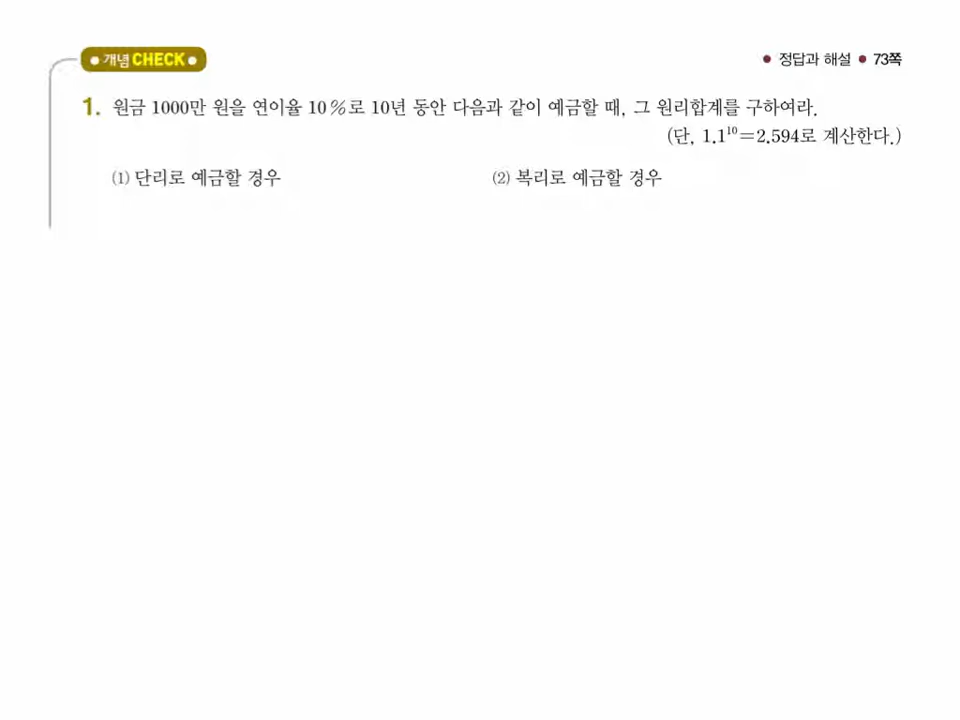 개념 CHECK
정답과 해설 ● 73쪽
1. 원금 1000만 원을 연이율 10%로 10년 동안 다음과 같이 예금할 때, 그 원리합계를 구하여라.
(단, 1.1¹⁰=2.594로 계산한다.)
⑴ 단리로 예금할 경우 ⑵ 복리로 예금할 경우